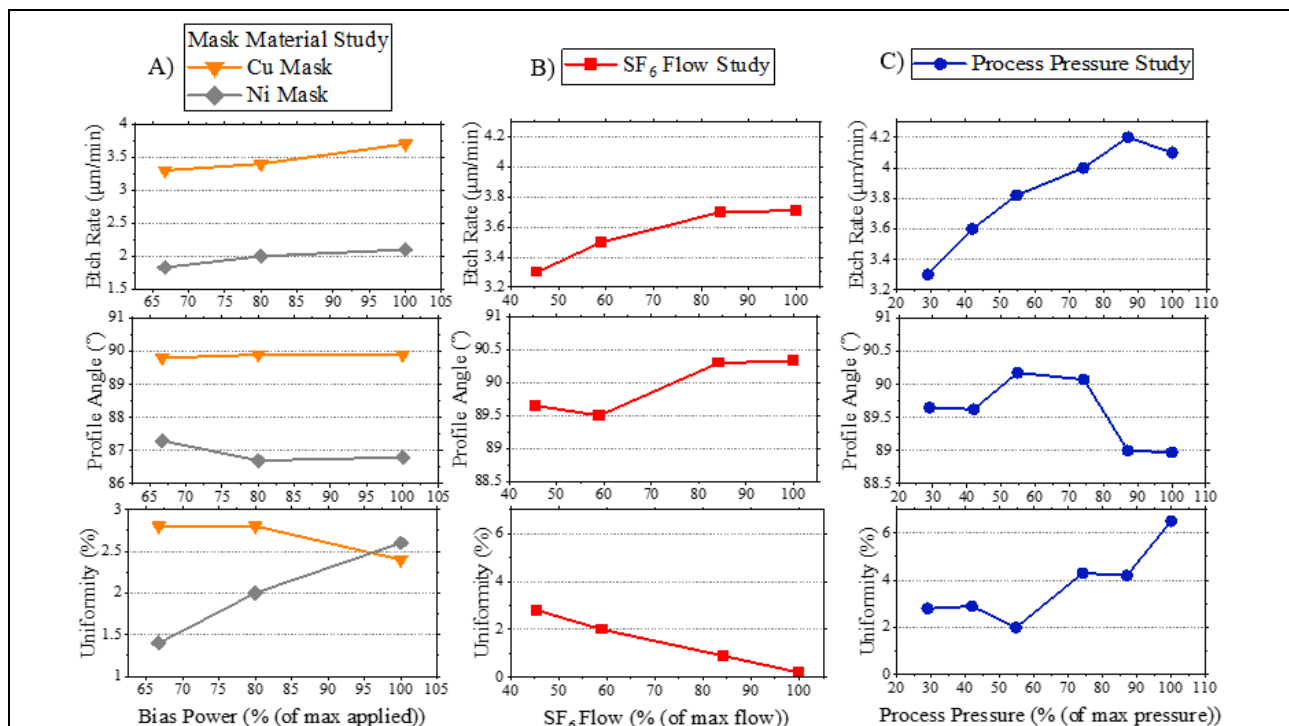 A)
Mask Material Study
Cu Mask
Ni Mask
Etch Rate (μm/min)
4
3.5
3
2.5
2
1.5
65 70 75 80 85 90 95 100 105
Profile Angle (°)
91
90
89
88
87
86
65 70 75 80 85 90 95 100 105
Uniformity (%)
3
2.5
2
1.5
1
65 70 75 80 85 90 95 100 105
Bias Power (% (of max applied))
B)
SF₆ Flow Study
Etch Rate (μm/min)
4.2
4
3.8
3.6
3.4
3.2
40 50 60 70 80 90 100
Profile Angle (°)
91
90.5
90
89.5
89
88.5
40 50 60 70 80 90 100
Uniformity (%)
6
4
2
0
40 50 60 70 80 90 100
SF₆ Flow (% (of max flow))
C)
Process Pressure Study
Etch Rate (μm/min)
4.2
4
3.8
3.6
3.4
3.2
20 30 40 50 60 70 80 90 100 110
Profile Angle (°)
91
90.5
90
89.5
89
88.5
20 30 40 50 60 70 80 90 100 110
Uniformity (%)
6
4
2
0
20 30 40 50 60 70 80 90 100 110
Process Pressure (% (of max pressure))